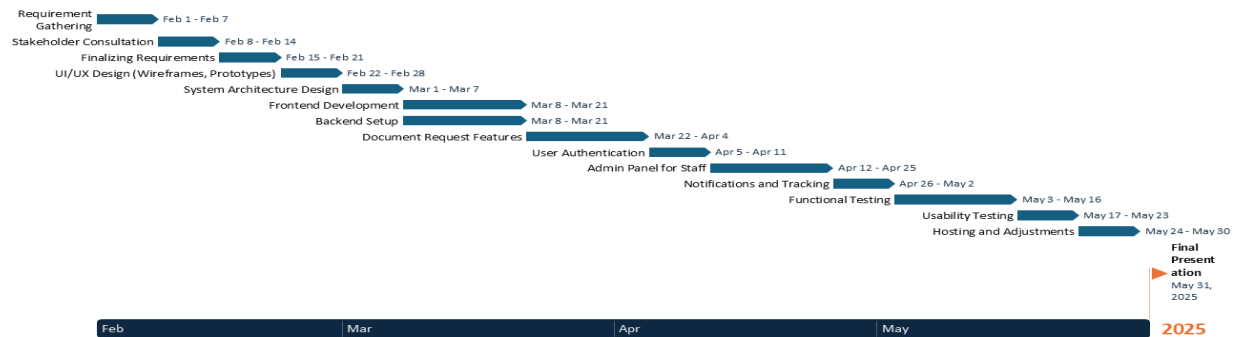 Requirement
Gathering
Feb 1 - Feb 7
Stakeholder Consultation
Feb 8 - Feb 14
Finalizing Requirements
Feb 15 - Feb 21
UI/UX Design (Wireframes, Prototypes)
Feb 22 - Feb 28
System Architecture Design
Mar 1 - Mar 7
Frontend Development
Mar 8 - Mar 21
Backend Setup
Mar 8 - Mar 21
Document Request Features
Mar 22 - Apr 4
User Authentication
Apr 5 - Apr 11
Admin Panel for Staff
Apr 12 - Apr 25
Notifications and Tracking
Apr 26 - May 2
Functional Testing
May 3 - May 16
Usability Testing
May 17 - May 23
Hosting and Adjustments
May 24 - May 30
Final
Present
ation
May 31,
2025
Feb
Mar
Apr
May
2025